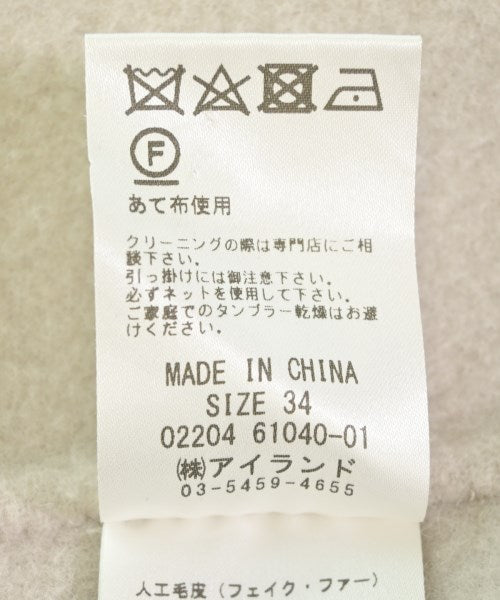 F
あて布使用
クリーニングの際は専門店にご相
談下さい。
引っ掛けには御注意下さい。
必ずネットを使用して下さい。
ご家庭でのタンブラー乾燥はお避
けください。
MADE IN CHINA
SIZE 34
02204 61040-01
㈱アイランド
03-5459-4655
人工毛皮（フェイク・ファー）